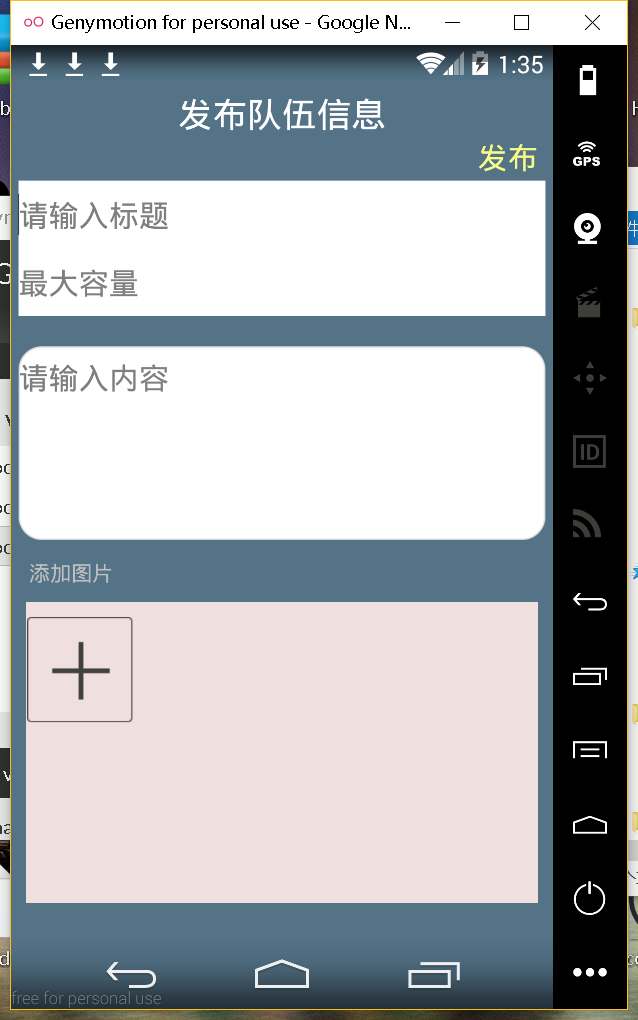 Genymotion for personal use - Google N...
1:35
发布队伍信息
发布
GPS
请输入标题
最大容量
请输入内容
ID
添加图片
free for personal use